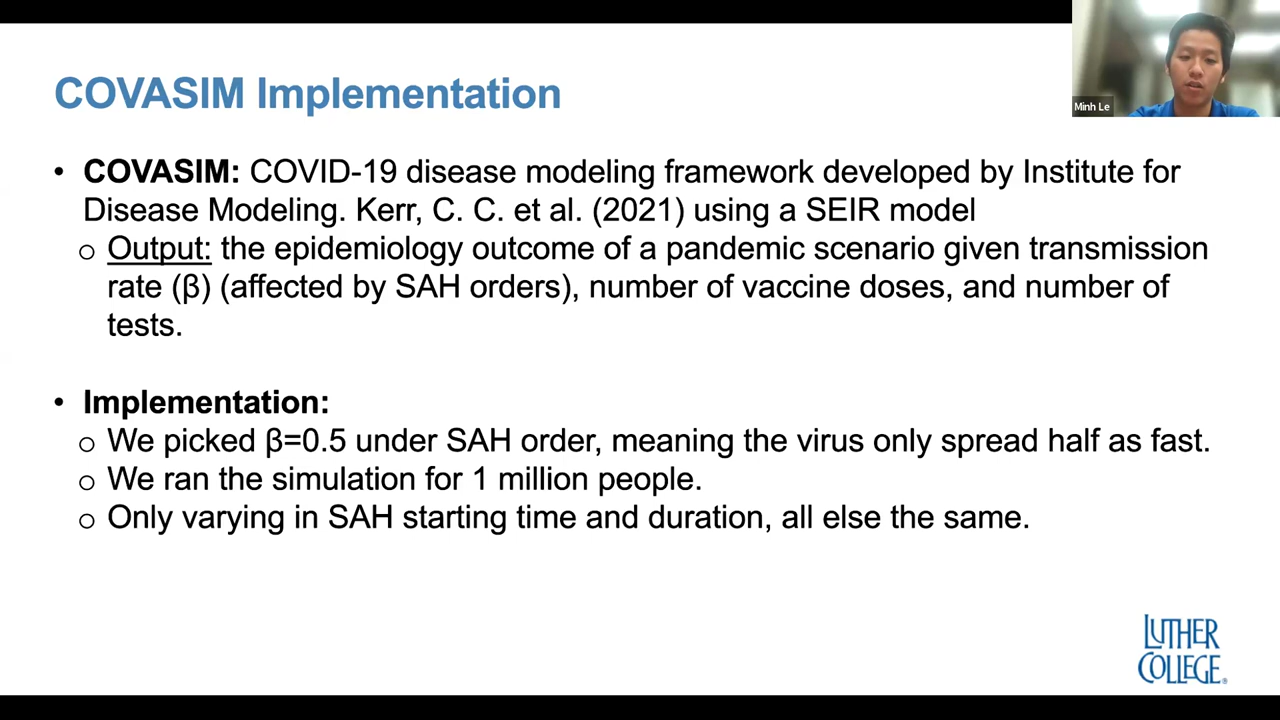 COVASIM Implementation
Minh Le
• COVASIM: COVID-19 disease modeling framework developed by Institute for
Disease Modeling. Kerr, C. C. et al. (2021) using a SEIR model
o Output: the epidemiology outcome of a pandemic scenario given transmission
rate (β) (affected by SAH orders), number of vaccine doses, and number of
tests.
• Implementation:
o We picked β=0.5 under SAH order, meaning the virus only spread half as fast.
o We ran the simulation for 1 million people.
o Only varying in SAH starting time and duration, all else the same.
LUTHER
COLLEGE®